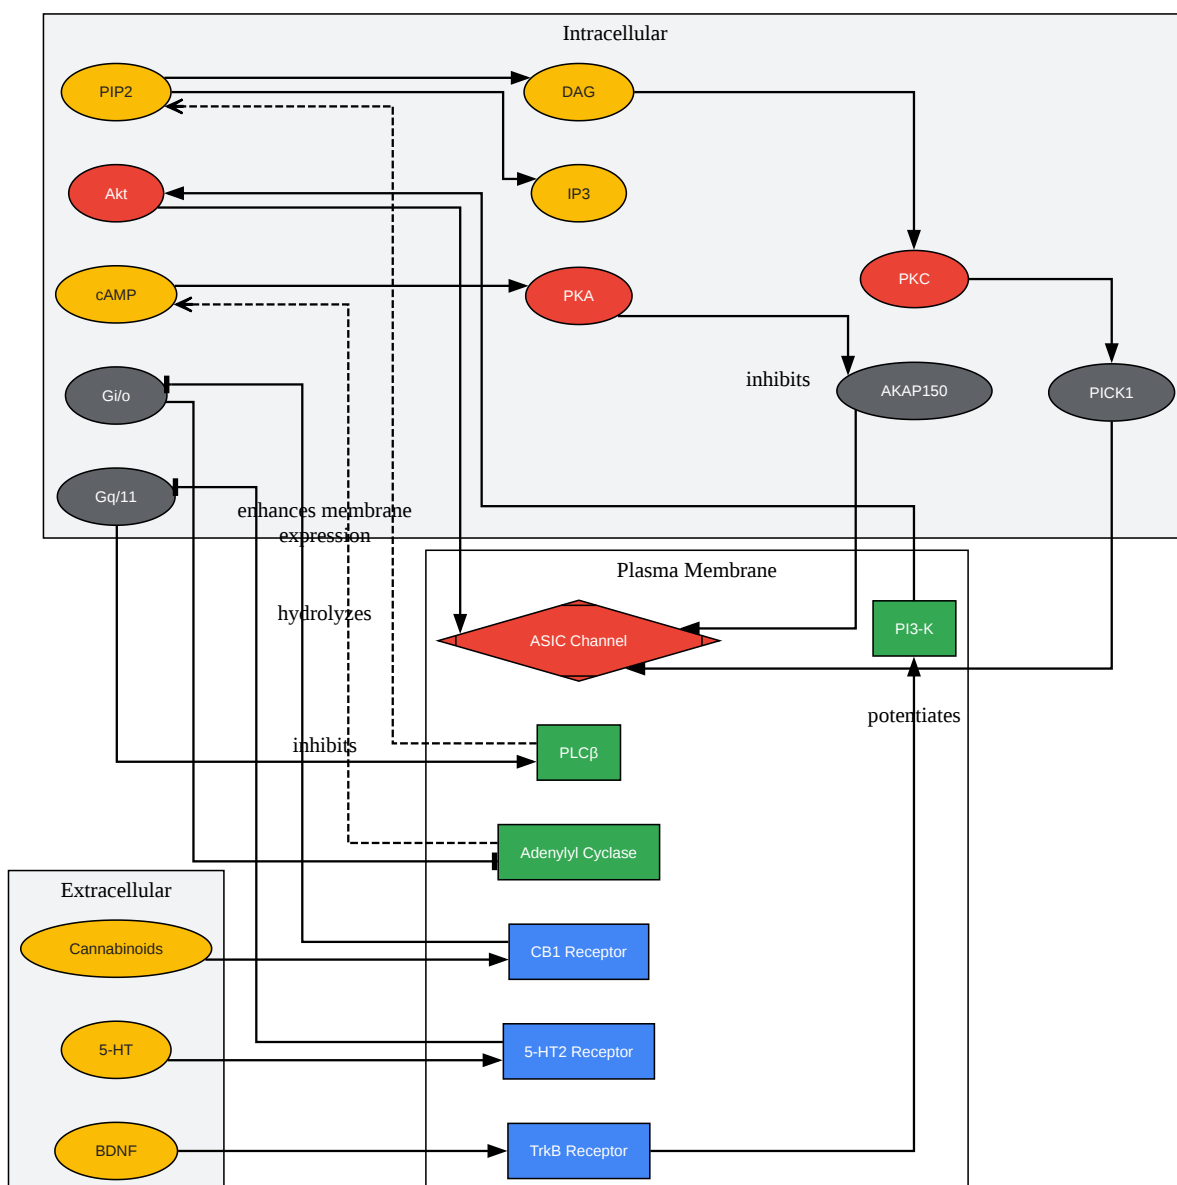 Intracellular
PIP2
DAG
Akt
IP3
cAMP
PKA
PKC
Gi/o
inhibits
AKAP150
PICK1
Gq/11
enhances membrane
expression
Plasma Membrane
hydrolyzes
ASIC Channel
PI3-K
potentiates
inhibits
PLCβ
Adenylyl Cyclase
Extracellular
Cannabinoids
CB1 Receptor
5-HT
5-HT2 Receptor
BDNF
TrkB Receptor